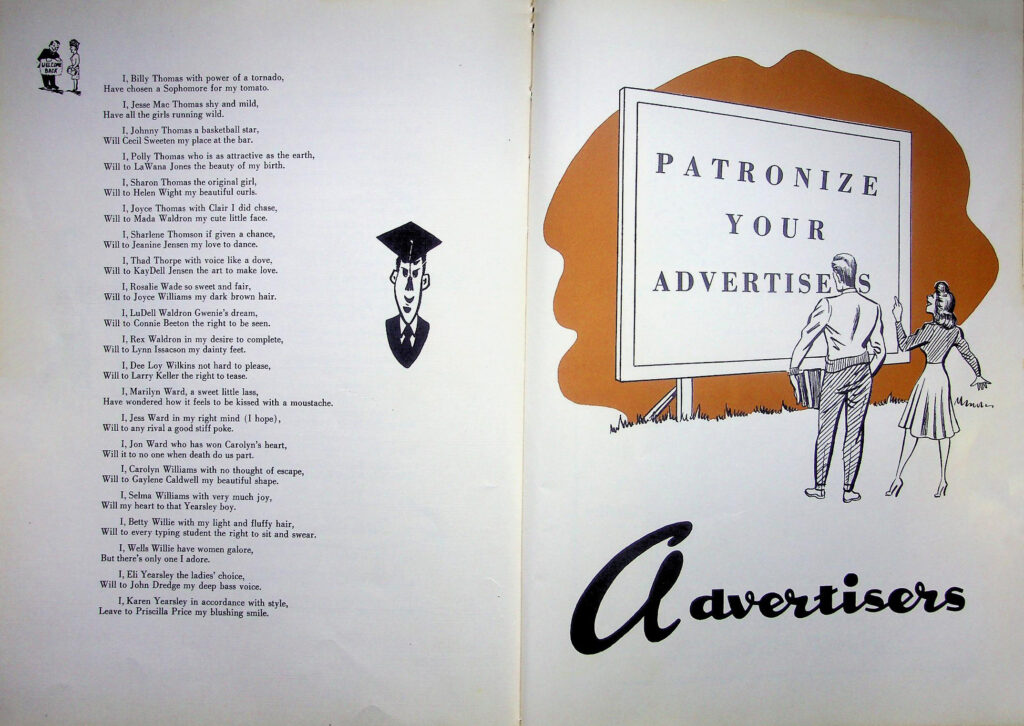 WELCOME
BACK
I, Billy Thomas with power of a tornado,
Have chosen a Sophomore for my tomato.
I, Jesse Mac Thomas shy and mild,
Have all the girls running wild.
I, Johnny Thomas a basketball star,
Will Cecil Sweeten my place at the bar.
I, Polly Thomas who is as attractive as the earth,
Will to LaWana Jones the beauty of my birth.
I, Sharon Thomas the original girl,
Will to Helen Wight my beautiful curls.
I, Joyce Thomas with Clair I did chase,
Will to Mada Waldron my cute little face.
I, Sharlene Thomson if given a chance,
Will to Jeanine Jensen my love to dance.
I, Thad Thorpe with voice like a dove,
Will to KayDell Jensen the art to make love.
I, Rosalie Wade so sweet and fair,
Will to Joyce Williams my dark brown hair.
I, LuDell Waldron Gwenie's dream,
Will to Connie Beeton the right to be seen.
I, Rex Waldron in my desire to complete,
Will to Lynn Issacson my dainty feet.
I, Dee Loy Wilkins not hard to please,
Will to Larry Keller the right to tease.
I, Marilyn Ward, a sweet little lass,
Have wondered how it feels to be kissed with a moustache.
I, Jess Ward in my right mind (I hope),
Will to any rival a good stiff poke.
I, Jon Ward who has won Carolyn's heart,
Will it to no one when death do us part.
I, Carolyn Williams with no thought of escape,
Will to Gaylene Caldwell my beautiful shape.
I, Selma Williams with very much joy,
Will my heart to that Yearsley boy.
I, Betty Willie with my light and fluffy hair,
Will to every typing student the right to sit and swear.
I, Wells Willie have women galore,
But there's only one I adore.
I, Eli Yearsley the ladies' choice,
Will to John Dredge my deep bass voice.
I, Karen Yearsley in accordance with style,
Leave to Priscilla Price my blushing smile.
PATRONIZE
YOUR
ADVERTISERS
Advertisers